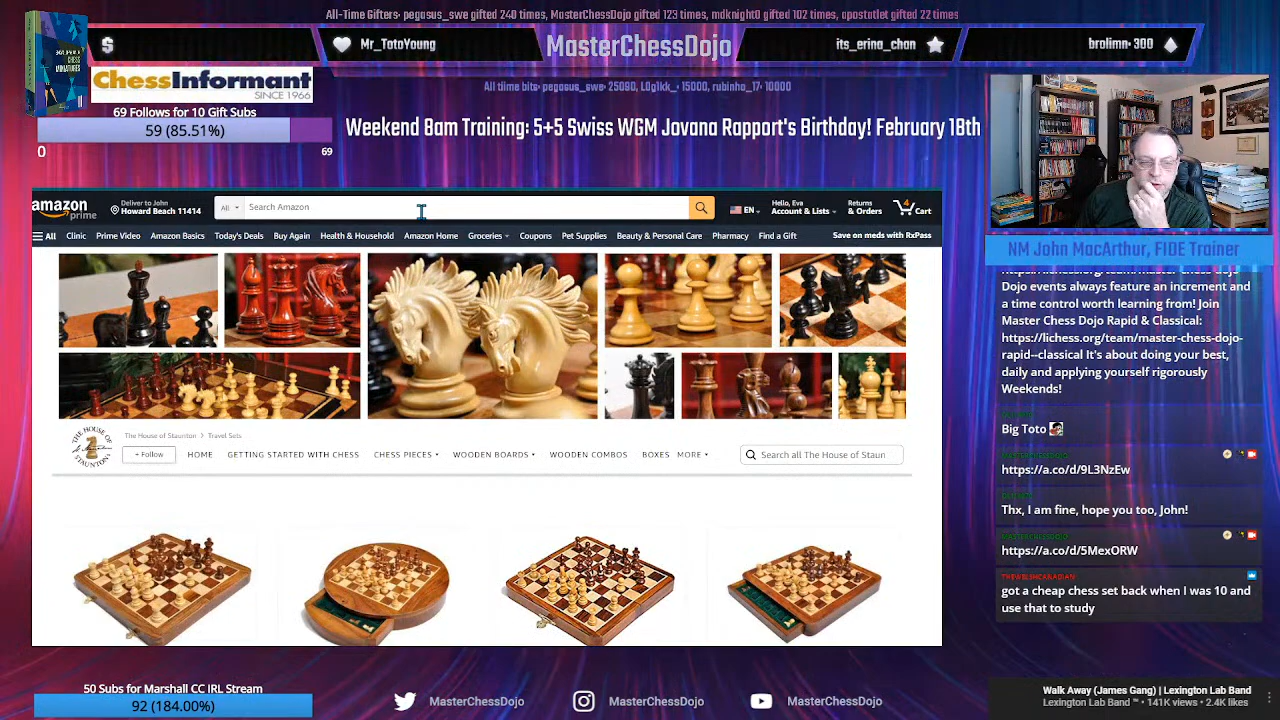 All-Time Gifters• pegasus_swe gifted 240 times, MasterChessDojo gifted 123 times, mdknight0 gifted 102 times, apostatlet gifted 22 times
Mr_TotoYoung
MasterChessDojo
its_erina_chan
brolimn• 300
ChessInformant
SINCE 1966
All tiime bits• pegasus_swe• 25090, L0g1kk_• 15000, rubinho_17• 10000
69 Follows for 10 Gift Subs
59 (85.51%)
0
69
Weekend 8am Training: 5+5 Swiss WGM Jovana Rapport's Birthday! February 18th
amazon
prime
Deliver to John
Howard Beach 11414
All
Search Amazon
EN
Hello, Eva
Account & Lists
Returns
& Orders
4
Cart
All
Clinic
Prime Video
Amazon Basics
Today's Deals
Buy Again
Health & Household
Amazon Home
Groceries
Coupons
Pet Supplies
Beauty & Personal Care
Pharmacy
Find a Gift
Save on meds with RxPass
THE HOUSE OF STAUNTON
The House of Staunton › Travel Sets
+ Follow
HOME
GETTING STARTED WITH CHESS
CHESS PIECES
WOODEN BOARDS
WOODEN COMBOS
BOXES
MORE
Search all The House of Staun
NM John MacArthur, FIDE Trainer
Dojo events always feature an increment and
a time control worth learning from! Join
Master Chess Dojo Rapid & Classical:
https://lichess.org/team/master-chess-dojo-
rapid--classical it's about doing your best,
daily and applying yourself rigorously
Weekends!
Big Toto
MASTERCHESSDOJO
https://a.co/d/9L3NzEw
Thx, I am fine, hope you too, John!
MASTERCHESSDOJO
https://a.co/d/5MexORW
THEWELSHCANADIAN
got a cheap chess set back when I was 10 and
use that to study
50 Subs for Marshall CC IRL Stream
92 (184.00%)
MasterChessDojo
MasterChessDojo
MasterChessDojo
Walk Away (James Gang) | Lexington Lab Band
Lexington Lab Band ™ • 141K views • 2.4K likes